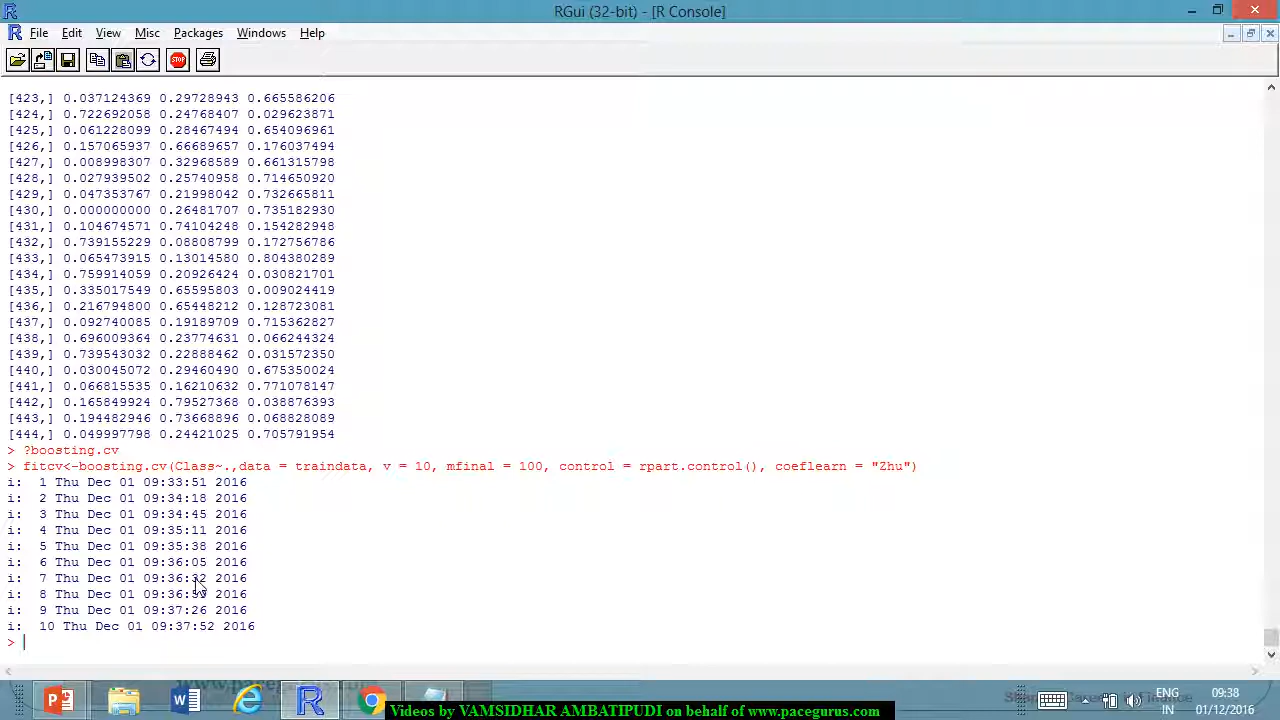 RGui (32-bit) - [R Console]
File Edit View Misc Packages Windows Help
STOP
[423,] 0.037124369 0.29728943 0.665586206
[424,] 0.722692058 0.24768407 0.029623871
[425,] 0.061228099 0.28467494 0.654096961
[426,] 0.157065937 0.66689657 0.176037494
[427,] 0.008998307 0.32968589 0.661315798
[428,] 0.027939502 0.25740958 0.714650920
[429,] 0.047353767 0.21998042 0.732665811
[430,] 0.000000000 0.26481707 0.735182930
[431,] 0.104674571 0.74104248 0.154282948
[432,] 0.739155229 0.08808799 0.172756786
[433,] 0.065473915 0.13014580 0.804380289
[434,] 0.759914059 0.20926424 0.030821701
[435,] 0.335017549 0.65595803 0.009024419
[436,] 0.216794800 0.65448212 0.128723081
[437,] 0.092740085 0.19189709 0.715362827
[438,] 0.696009364 0.23774631 0.066244324
[439,] 0.739543032 0.22888462 0.031572350
[440,] 0.030045072 0.29460490 0.675350024
[441,] 0.066815535 0.16210632 0.771078147
[442,] 0.165849924 0.79527368 0.038876393
[443,] 0.194482946 0.73668896 0.068828089
[444,] 0.049997798 0.24421025 0.705791954
> ?boosting.cv
> fitcv<-boosting.cv(Class~.,data = traindata, v = 10, mfinal = 100, control = rpart.control(), coeflearn = "Zhu")
i: 1 Thu Dec 01 09:33:51 2016
i: 2 Thu Dec 01 09:34:18 2016
i: 3 Thu Dec 01 09:34:45 2016
i: 4 Thu Dec 01 09:35:11 2016
i: 5 Thu Dec 01 09:35:38 2016
i: 6 Thu Dec 01 09:36:05 2016
i: 7 Thu Dec 01 09:36:32 2016
i: 8 Thu Dec 01 2016
i: 9 Thu Dec 01 09:37:26 2016
i: 10 Thu Dec 01 09:37:52 2016
>
ENG 09:38
IN 01/12/2016
Videos by VAMSIDHAR AMBATIPUDI on behalf of www.pacegurus.com